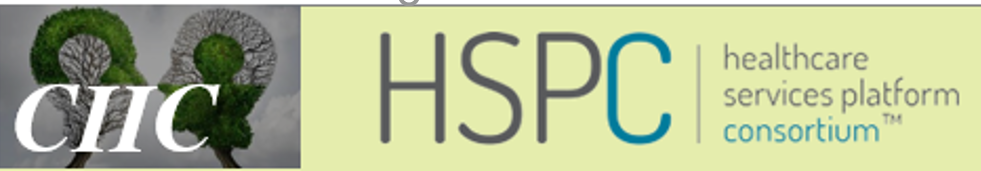 CIIC
HSPC
healthcare
services platform
consortium™